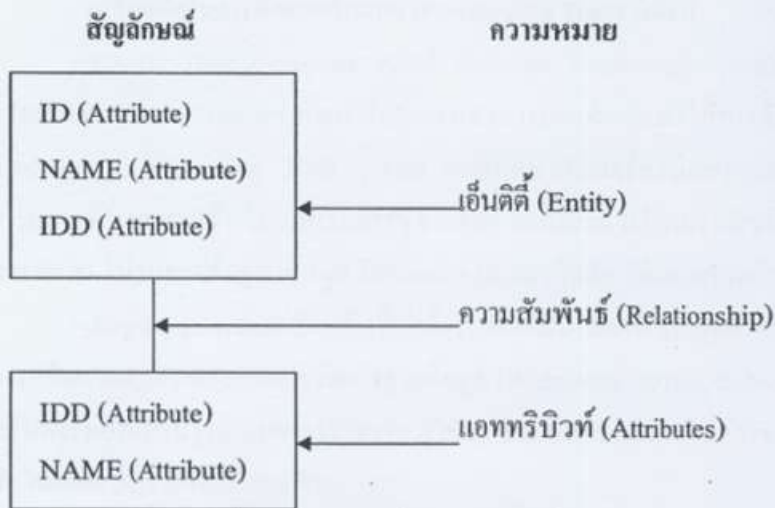 สัญลักษณ์ ความหมาย
ID (Attribute)
NAME (Attribute)
IDD (Attribute)
เอ็นติตี้ (Entity)
ความสัมพันธ์ (Relationship)
IDD (Attribute)
NAME (Attribute)
แอททริบิวท์ (Attributes)